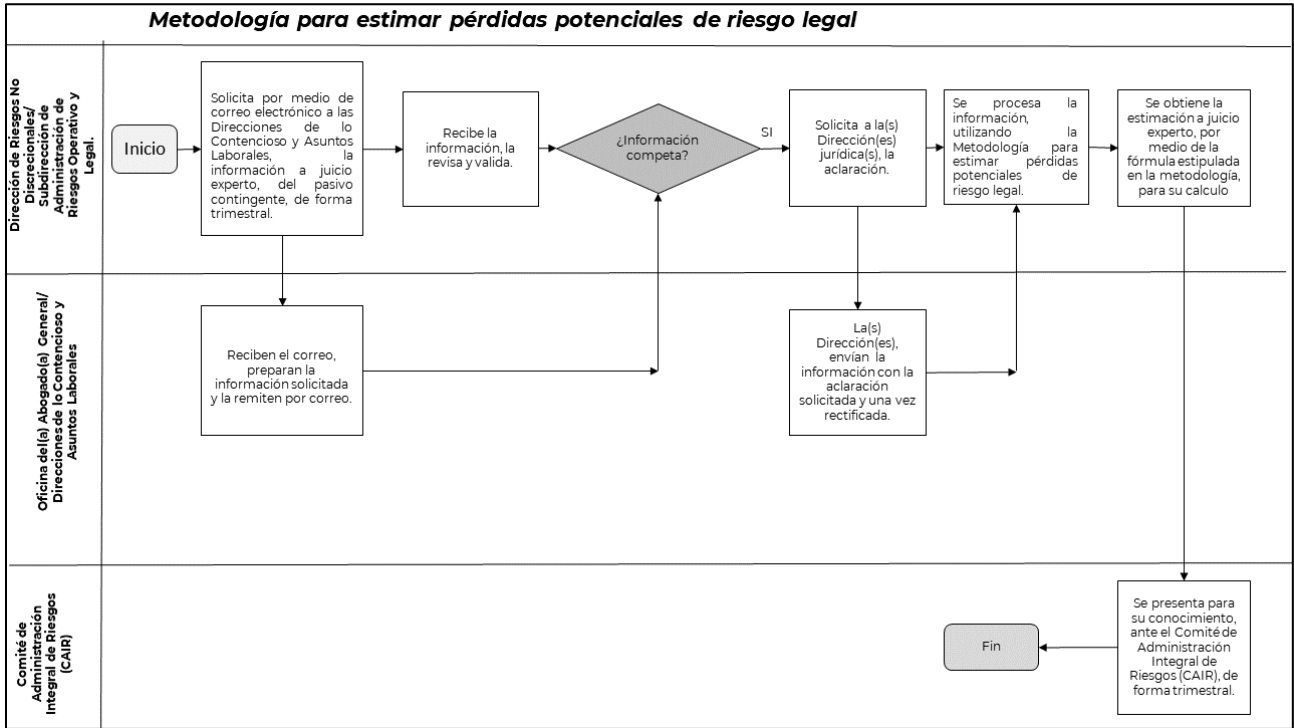 Metodología para estimar pérdidas potenciales de riesgo legal
Dirección de Riesgos No
Discrecionales/
Subdirección de
Administración de
Riesgos Operativo y
Legal.
Inicio
Solicita por medio de
correo electrónico a las
Direcciones de lo
Contencioso y Asuntos
Laborales, la
información a juicio
experto, del pasivo
contingente, de forma
trimestral.
Recibe la
información, la
revisa y valida.
¿Información
competa?
SI
Solicita a la(s)
Dirección(es)
jurídica(s), la
aclaración.
Se procesa la
información,
utilizando la
Metodología para
estimar pérdidas
potenciales de
riesgo legal.
Se obtiene la
estimación a juicio
experto, por
medio de la
fórmula estipulada
en la metodología,
para su calculo
Oficina del(a) Abogado(a) General/
Direcciones de lo Contencioso y
Asuntos Laborales
Reciben el correo,
preparan la
información solicitada
y la remiten por correo.
La(s)
Dirección(es),
envían la
información con la
aclaración
solicitada y una vez
rectificada.
Comité de
Administración
Integral de Riesgos
(CAIR)
Fin
Se presenta para
su conocimiento,
ante el Comité de
Administración
Integral de
Riesgos (CAIR), de
forma trimestral.